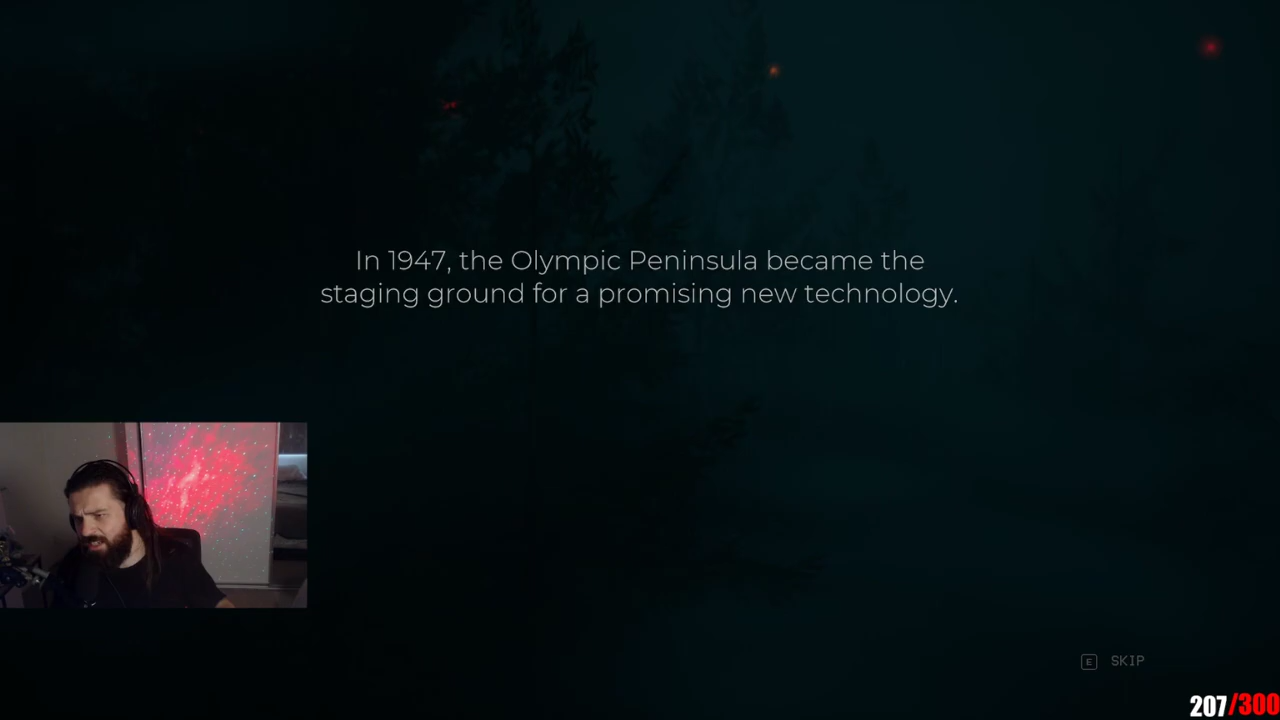 In 1947, the Olympic Peninsula became the
staging ground for a promising new technology.
E SKIP
207/300